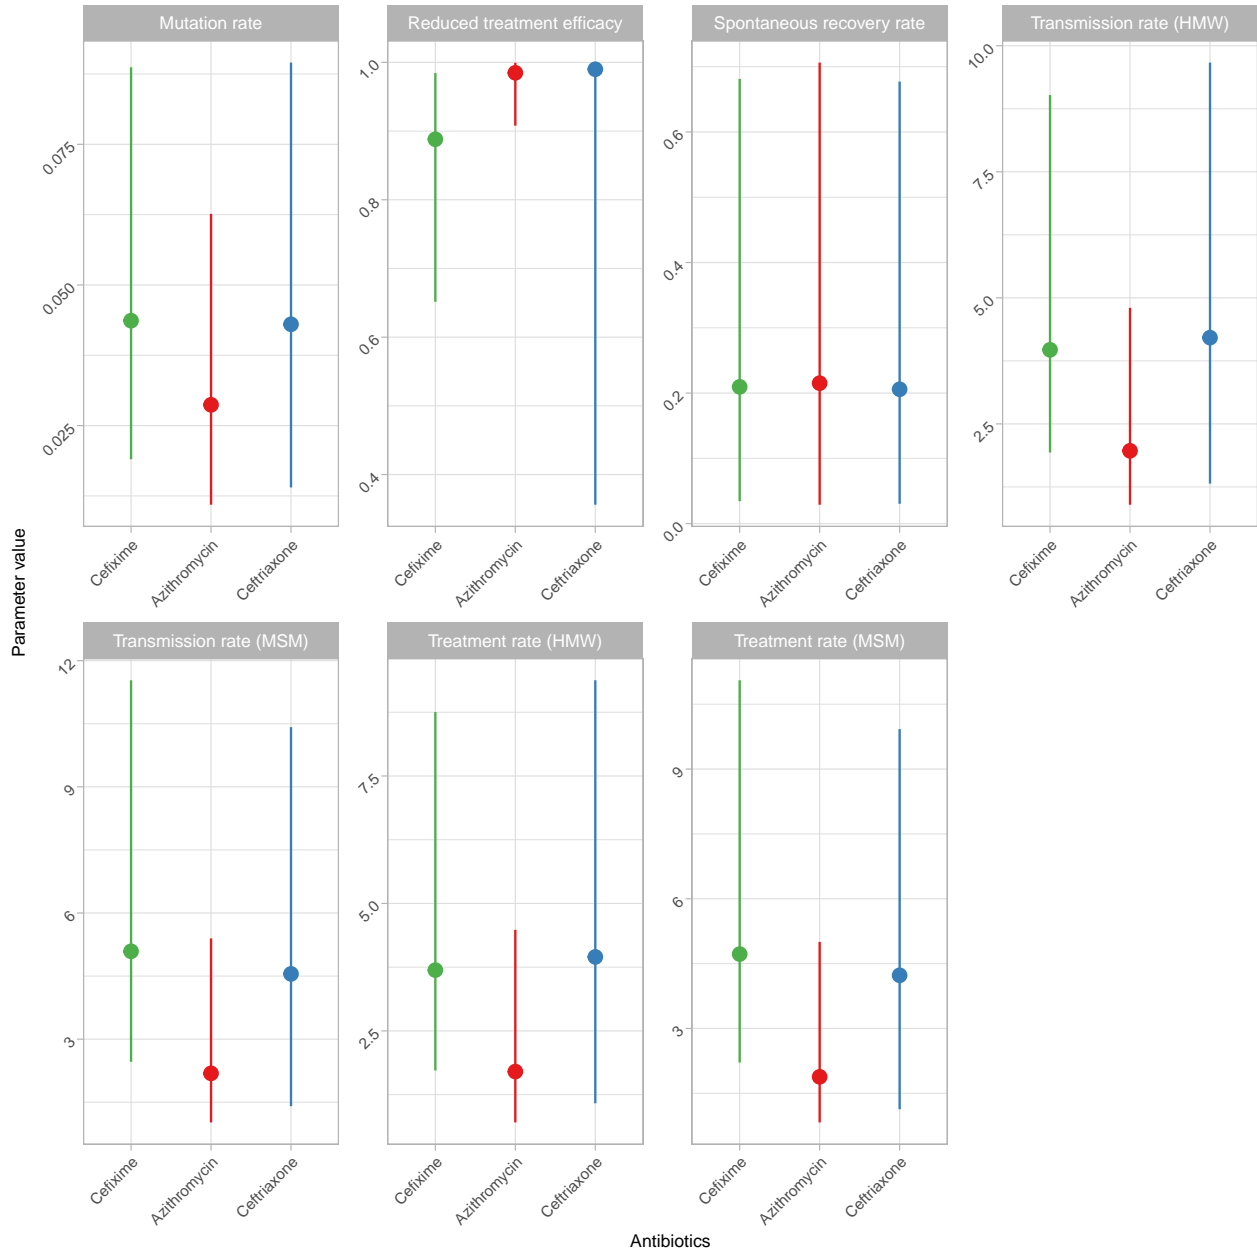 Mutation rate
Reduced treatment efficacy
Spontaneous recovery rate
Transmission rate (HMW)
0.075
0.050
0.025
1.0
0.8
0.6
0.4
0.6
0.4
0.2
0.0
10.0
7.5
5.0
2.5
Cefixime
Azithromycin
Ceftriaxone
Cefixime
Azithromycin
Ceftriaxone
Cefixime
Azithromycin
Ceftriaxone
Cefixime
Azithromycin
Ceftriaxone
Parameter value
Transmission rate (MSM)
Treatment rate (HMW)
Treatment rate (MSM)
12
9
6
3
7.5
5.0
2.5
9
6
3
Cefixime
Azithromycin
Ceftriaxone
Cefixime
Azithromycin
Ceftriaxone
Cefixime
Azithromycin
Ceftriaxone
Antibiotics